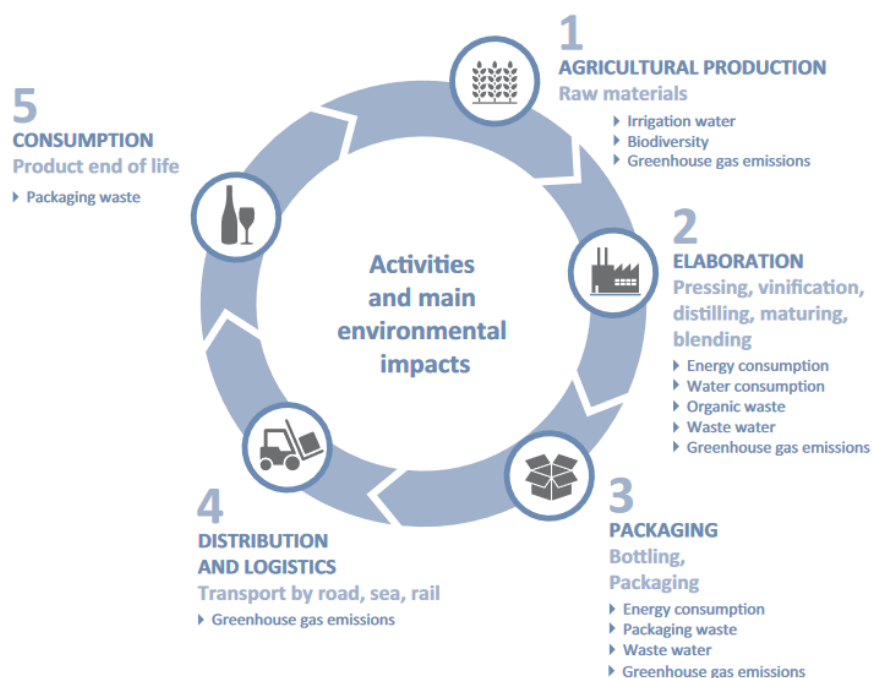 1
AGRICULTURAL PRODUCTION
Raw materials
Irrigation water
Biodiversity
Greenhouse gas emissions
2
ELABORATION
Pressing, vinification,
distilling, maturing,
blending
Energy consumption
Water consumption
Organic waste
Waste water
Greenhouse gas emissions
3
PACKAGING
Bottling,
Packaging
Energy consumption
Packaging waste
Waste water
Greenhouse gas emissions
4
DISTRIBUTION
AND LOGISTICS
Transport by road, sea, rail
Greenhouse gas emissions
5
CONSUMPTION
Product end of life
Packaging waste
Activities
and main
environmental
impacts